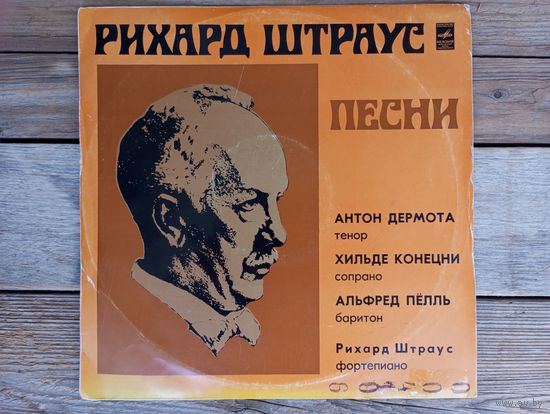 РИХАРД ШТРАУС
ПЕСНИ
АНТОН ДЕРМОТА
тенор
ХИЛЬДЕ КОНЕЦНИ
сопрано
АЛЬФРЕД ПЁЛЛЬ
баритон
Рихард Штраус
фортепиано